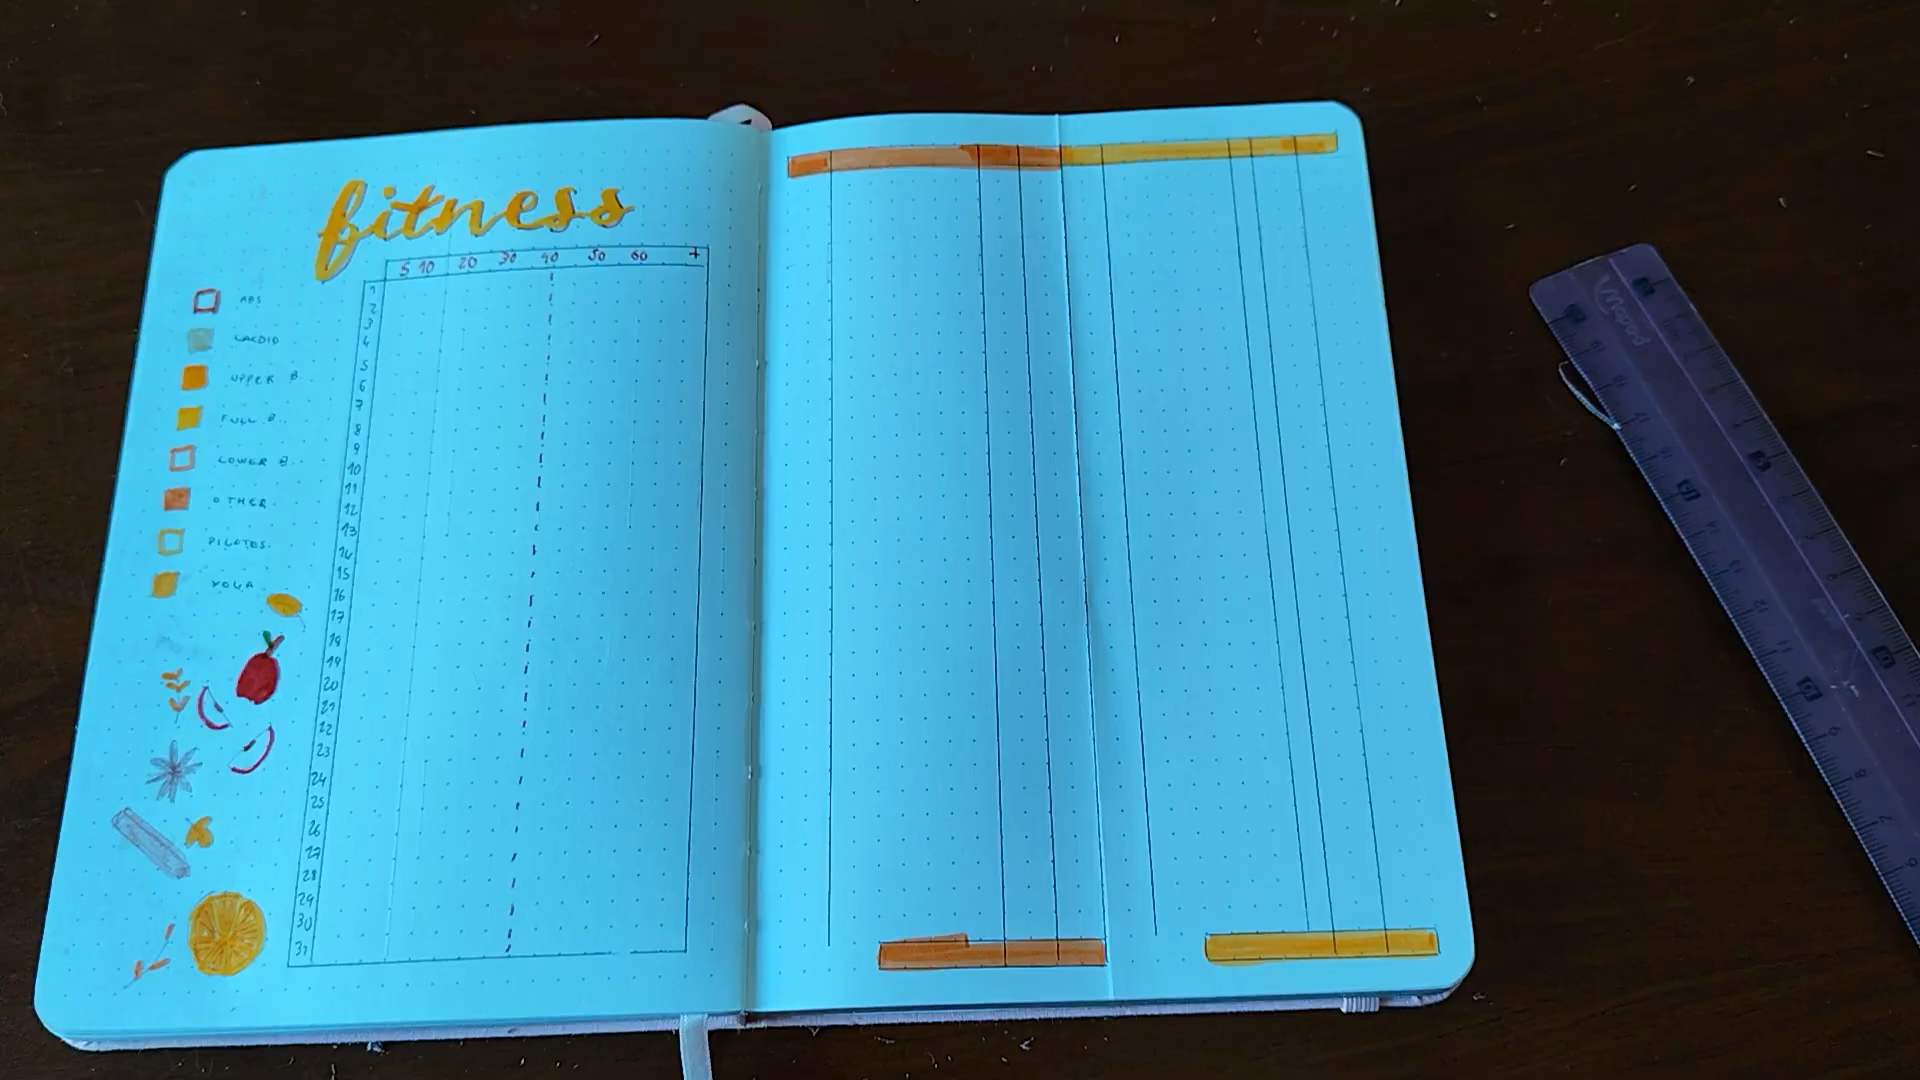 fitness
5 10 20 30 40 50 60 +
ABS
CARDIO
UPPER B.
FULL B.
LOWER B.
OTHER
PILATES
YOGA
1
2
3
4
5
6
7
8
9
10
11
12
13
14
15
16
17
18
19
20
21
22
23
24
25
26
27
28
29
30
31
Maped